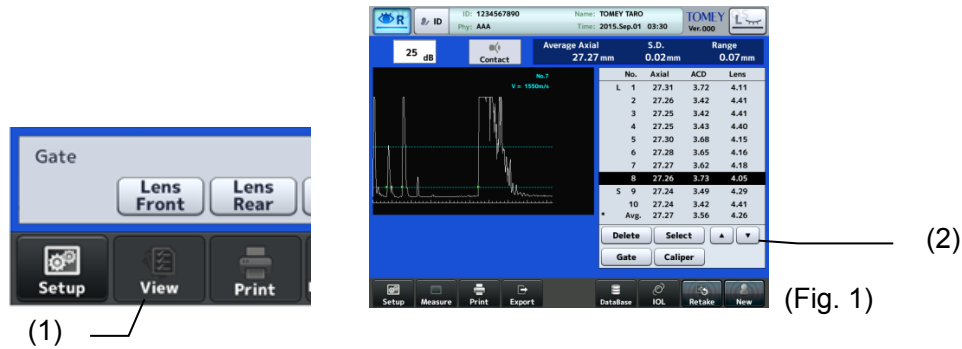 Gate
Lens Front
Lens Rear
Setup
View
Print
(1)
R
ID
ID: 1234567890
Name: TOMEY TARO
Phy: AAA
Time: 2015.Sep.01 03:30
TOMEY
Ver.000
L
25 dB
Contact
Average Axial
27.27 mm
S.D.
0.02 mm
Range
0.07 mm
No.7
V = 1550m/s
No. Axial ACD Lens
L 1 27.31 3.72 4.11
2 27.26 3.42 4.41
3 27.25 3.42 4.41
4 27.25 3.43 4.40
5 27.30 3.68 4.15
6 27.28 3.65 4.16
7 27.27 3.62 4.18
8 27.26 3.73 4.05
S 9 27.24 3.49 4.29
10 27.24 3.42 4.41
* Avg. 27.27 3.56 4.26
Delete Select ▲ ▼
Gate Caliper
Setup Measure Print Export DataBase IOL Retake New
(2)
(Fig. 1)